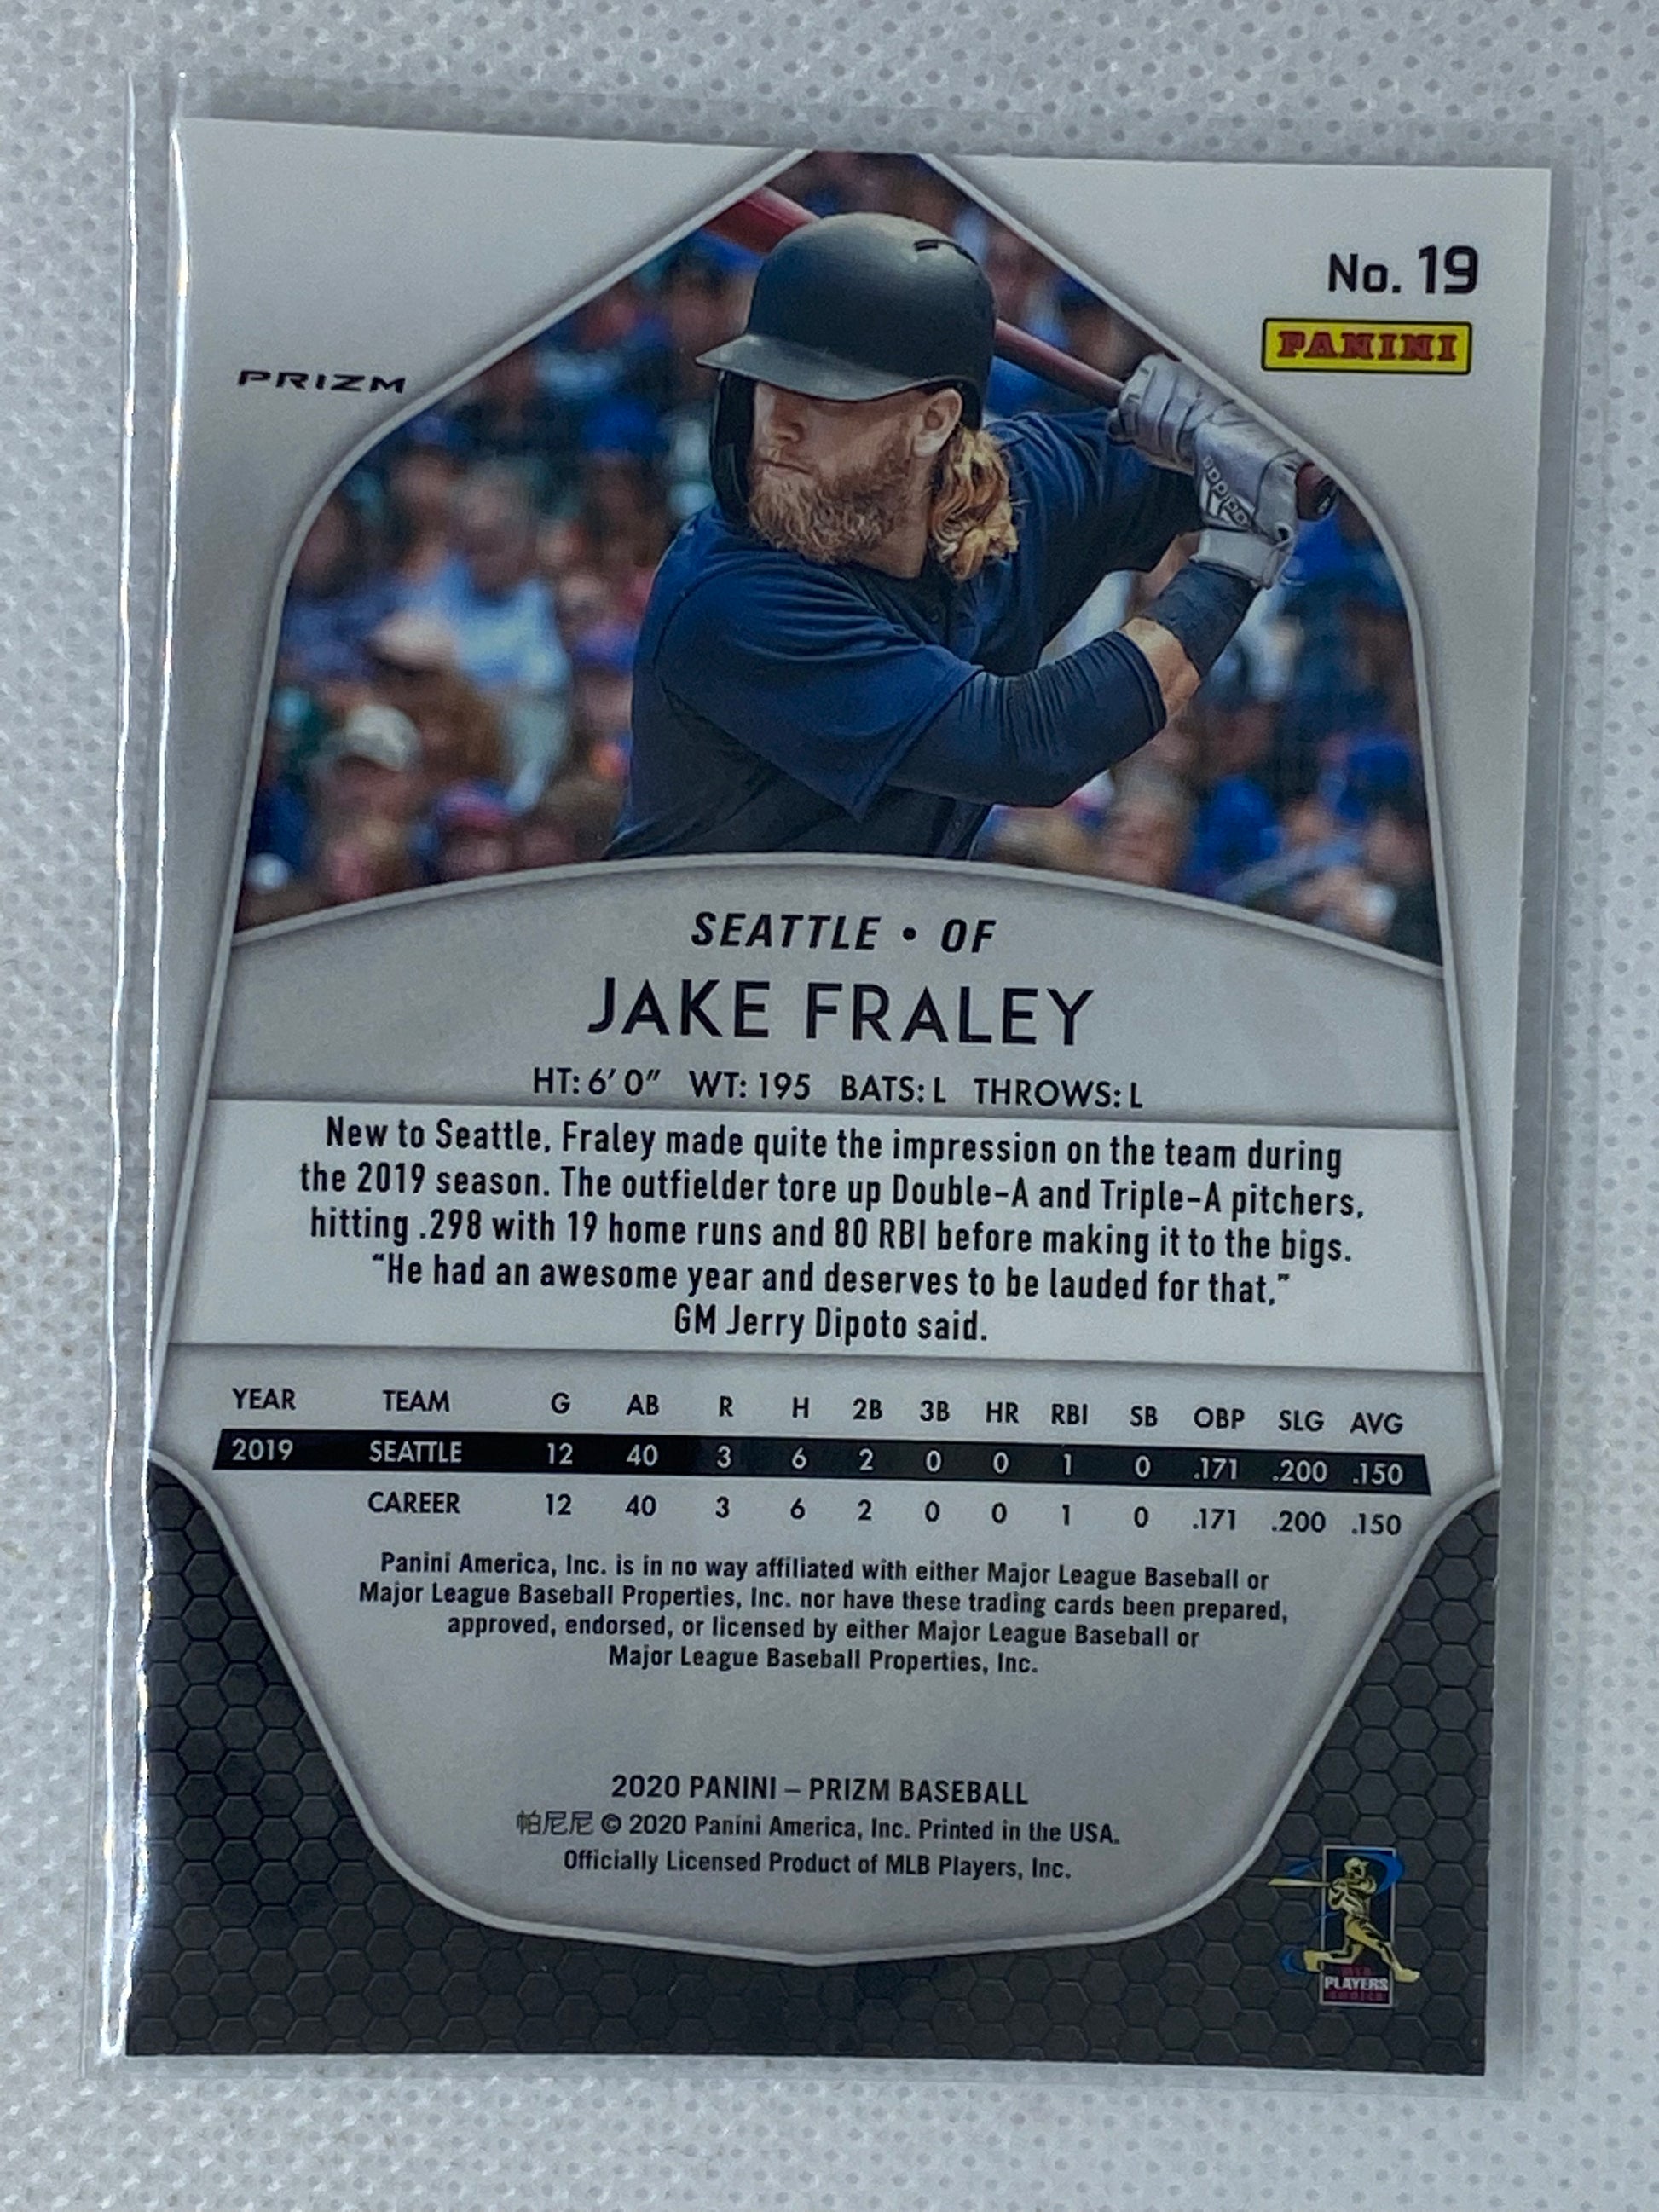 No. 19
PANINI
PRIZM
adidas
SEATTLE • OF
JAKE FRALEY
HT: 6' 0" WT: 195 BATS: L THROWS: L
New to Seattle, Fraley made quite the impression on the team during
the 2019 season. The outfielder tore up Double-A and Triple-A pitchers,
hitting .298 with 19 home runs and 80 RBI before making it to the bigs.
“He had an awesome year and deserves to be lauded for that,”
GM Jerry Dipoto said.
YEAR TEAM G AB R H 2B 3B HR RBI SB OBP SLG AVG
2019 SEATTLE 12 40 3 6 2 0 0 1 0 .171 .200 .150
CAREER 12 40 3 6 2 0 0 1 0 .171 .200 .150
Panini America, Inc. is in no way affiliated with either Major League Baseball or
Major League Baseball Properties, Inc. nor have these trading cards been prepared,
approved, endorsed, or licensed by either Major League Baseball or
Major League Baseball Properties, Inc.
2020 PANINI – PRIZM BASEBALL
帕尼尼 © 2020 Panini America, Inc. Printed in the USA.
Officially Licensed Product of MLB Players, Inc.
MLB
PLAYERS
CHOICE